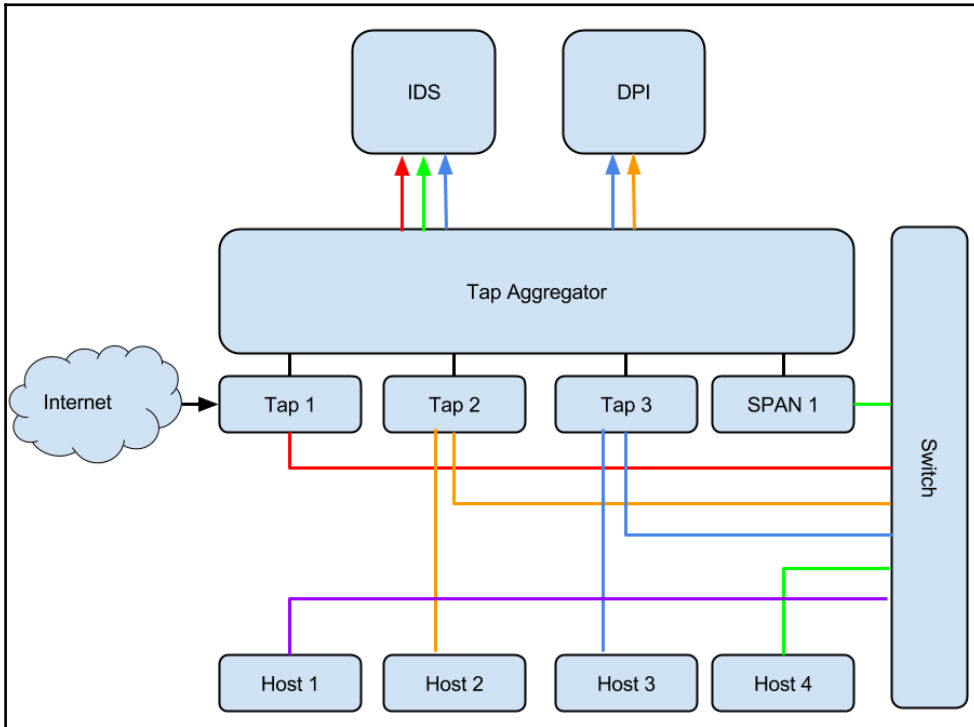 IDS
DPI
Tap Aggregator
Internet
Tap 1
Tap 2
Tap 3
SPAN 1
Switch
Host 1
Host 2
Host 3
Host 4